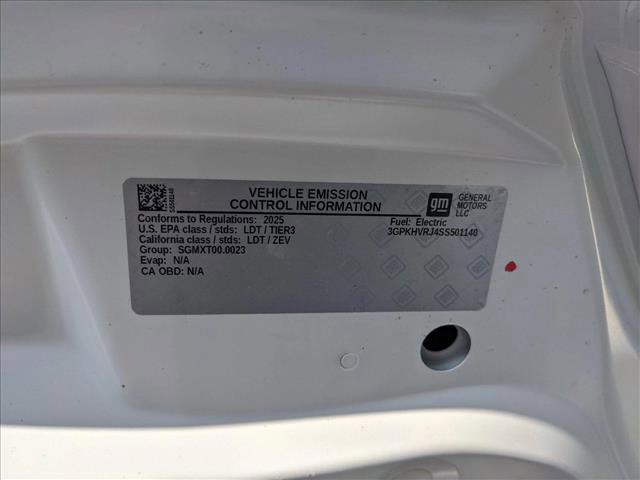 SS501140
VEHICLE EMISSION
CONTROL INFORMATION
gm
GENERAL
MOTORS
LLC
Conforms to Regulations: 2025
U.S. EPA class / stds: LDT / TIER3
California class / stds: LDT / ZEV
Group: SGMXT00.0023
Evap: N/A
CA OBD: N/A
Fuel: Electric
3GPKHVRJ4SS501140